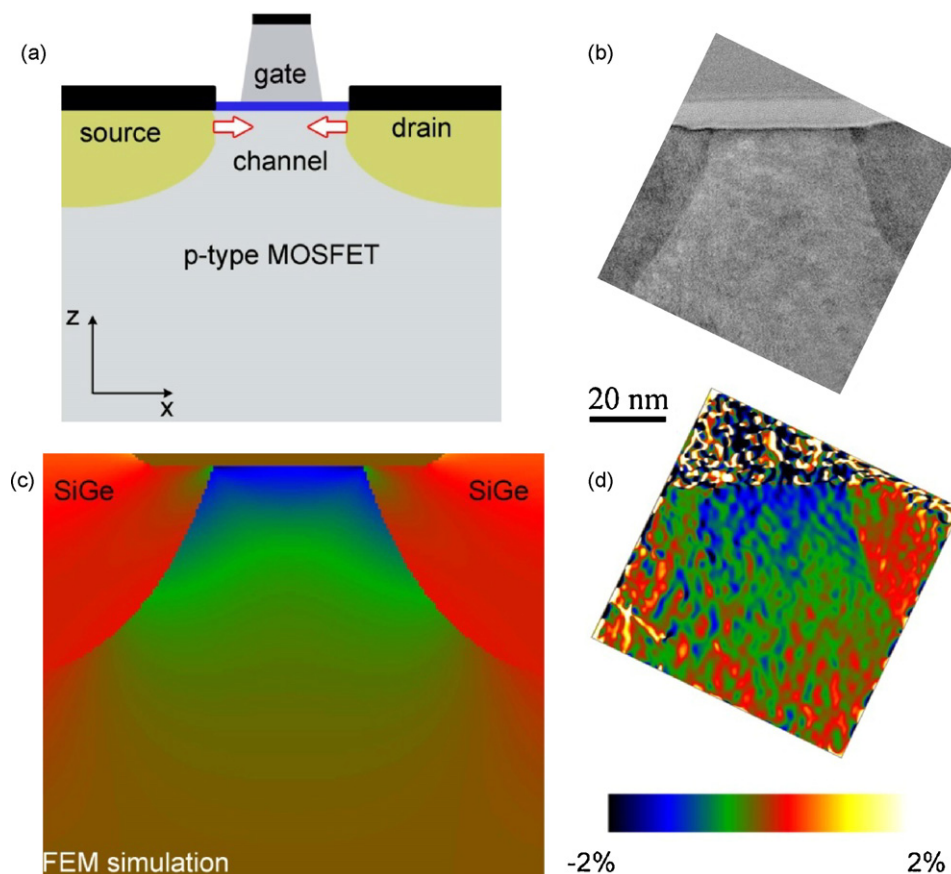 (a)
gate
source
drain
channel
p-type MOSFET
z
x
(b)
20 nm
(c)
SiGe
SiGe
FEM simulation
(d)
-2%
2%